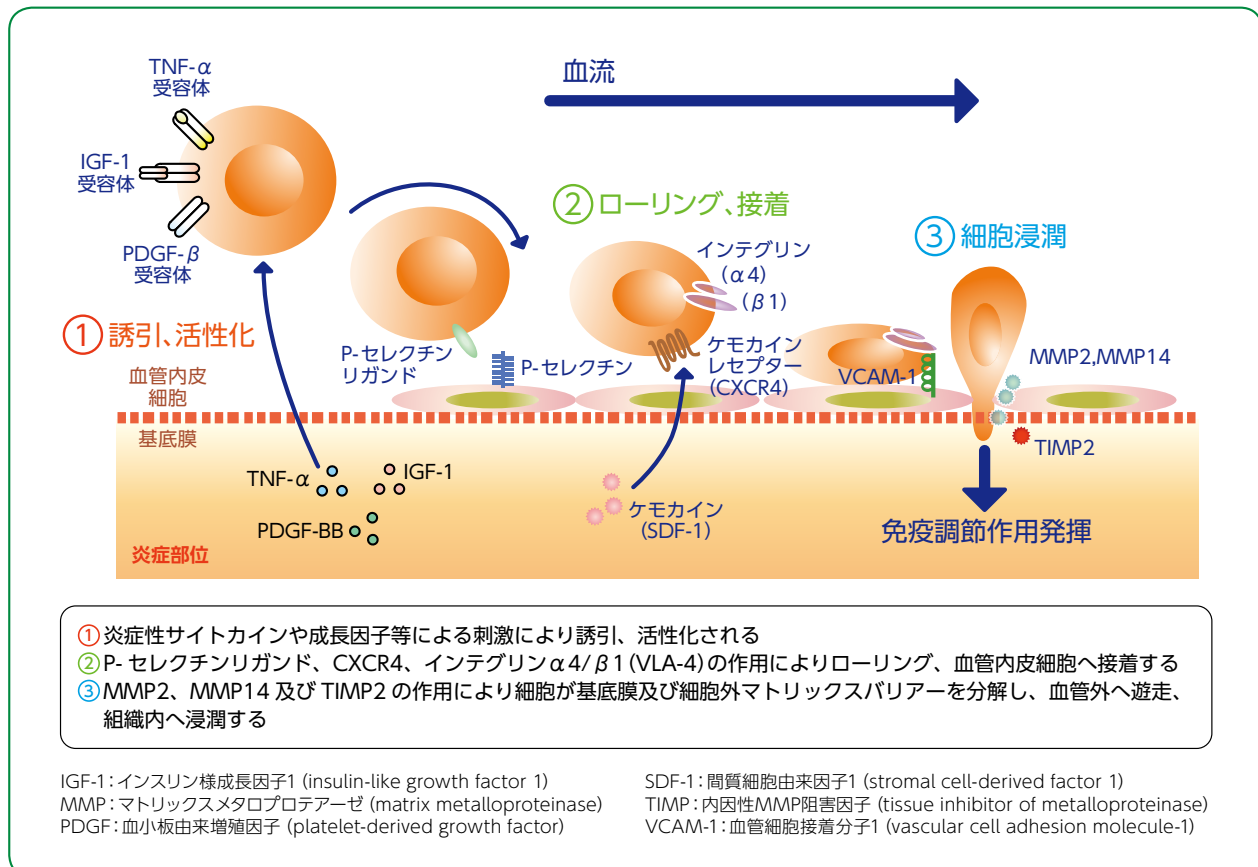 TNF-α
受容体
血流
IGF-1
受容体
PDGF-β
受容体
②ローリング、接着
インテグリン
(α4)
(β1)
③細胞浸潤
①誘引、活性化
P-セレクチン
リガンド
P-セレクチン
ケモカイン
レセプター
(CXCR4)
VCAM-1
MMP2,MMP14
血管内皮
細胞
基底膜
TIMP2
TNF-α
IGF-1
PDGF-BB
ケモカイン
(SDF-1)
免疫調節作用発揮
炎症部位
①炎症性サイトカインや成長因子等による刺激により誘引、活性化される
②P- セレクチンリガンド、CXCR4、インテグリンα4/β1(VLA-4)の作用によりローリング、血管内皮細胞へ接着する
③MMP2、MMP14 及び TIMP2 の作用により細胞が基底膜及び細胞外マトリックスバリアーを分解し、血管外へ遊走、
組織内へ浸潤する
IGF-1：インスリン様成長因子1 (insulin-like growth factor 1)
MMP：マトリックスメタロプロテアーゼ (matrix metalloproteinase)
PDGF：血小板由来増殖因子 (platelet-derived growth factor)
SDF-1：間質細胞由来因子1 (stromal cell-derived factor 1)
TIMP：内因性MMP阻害因子 (tissue inhibitor of metalloproteinase)
VCAM-1：血管細胞接着分子1 (vascular cell adhesion molecule-1)